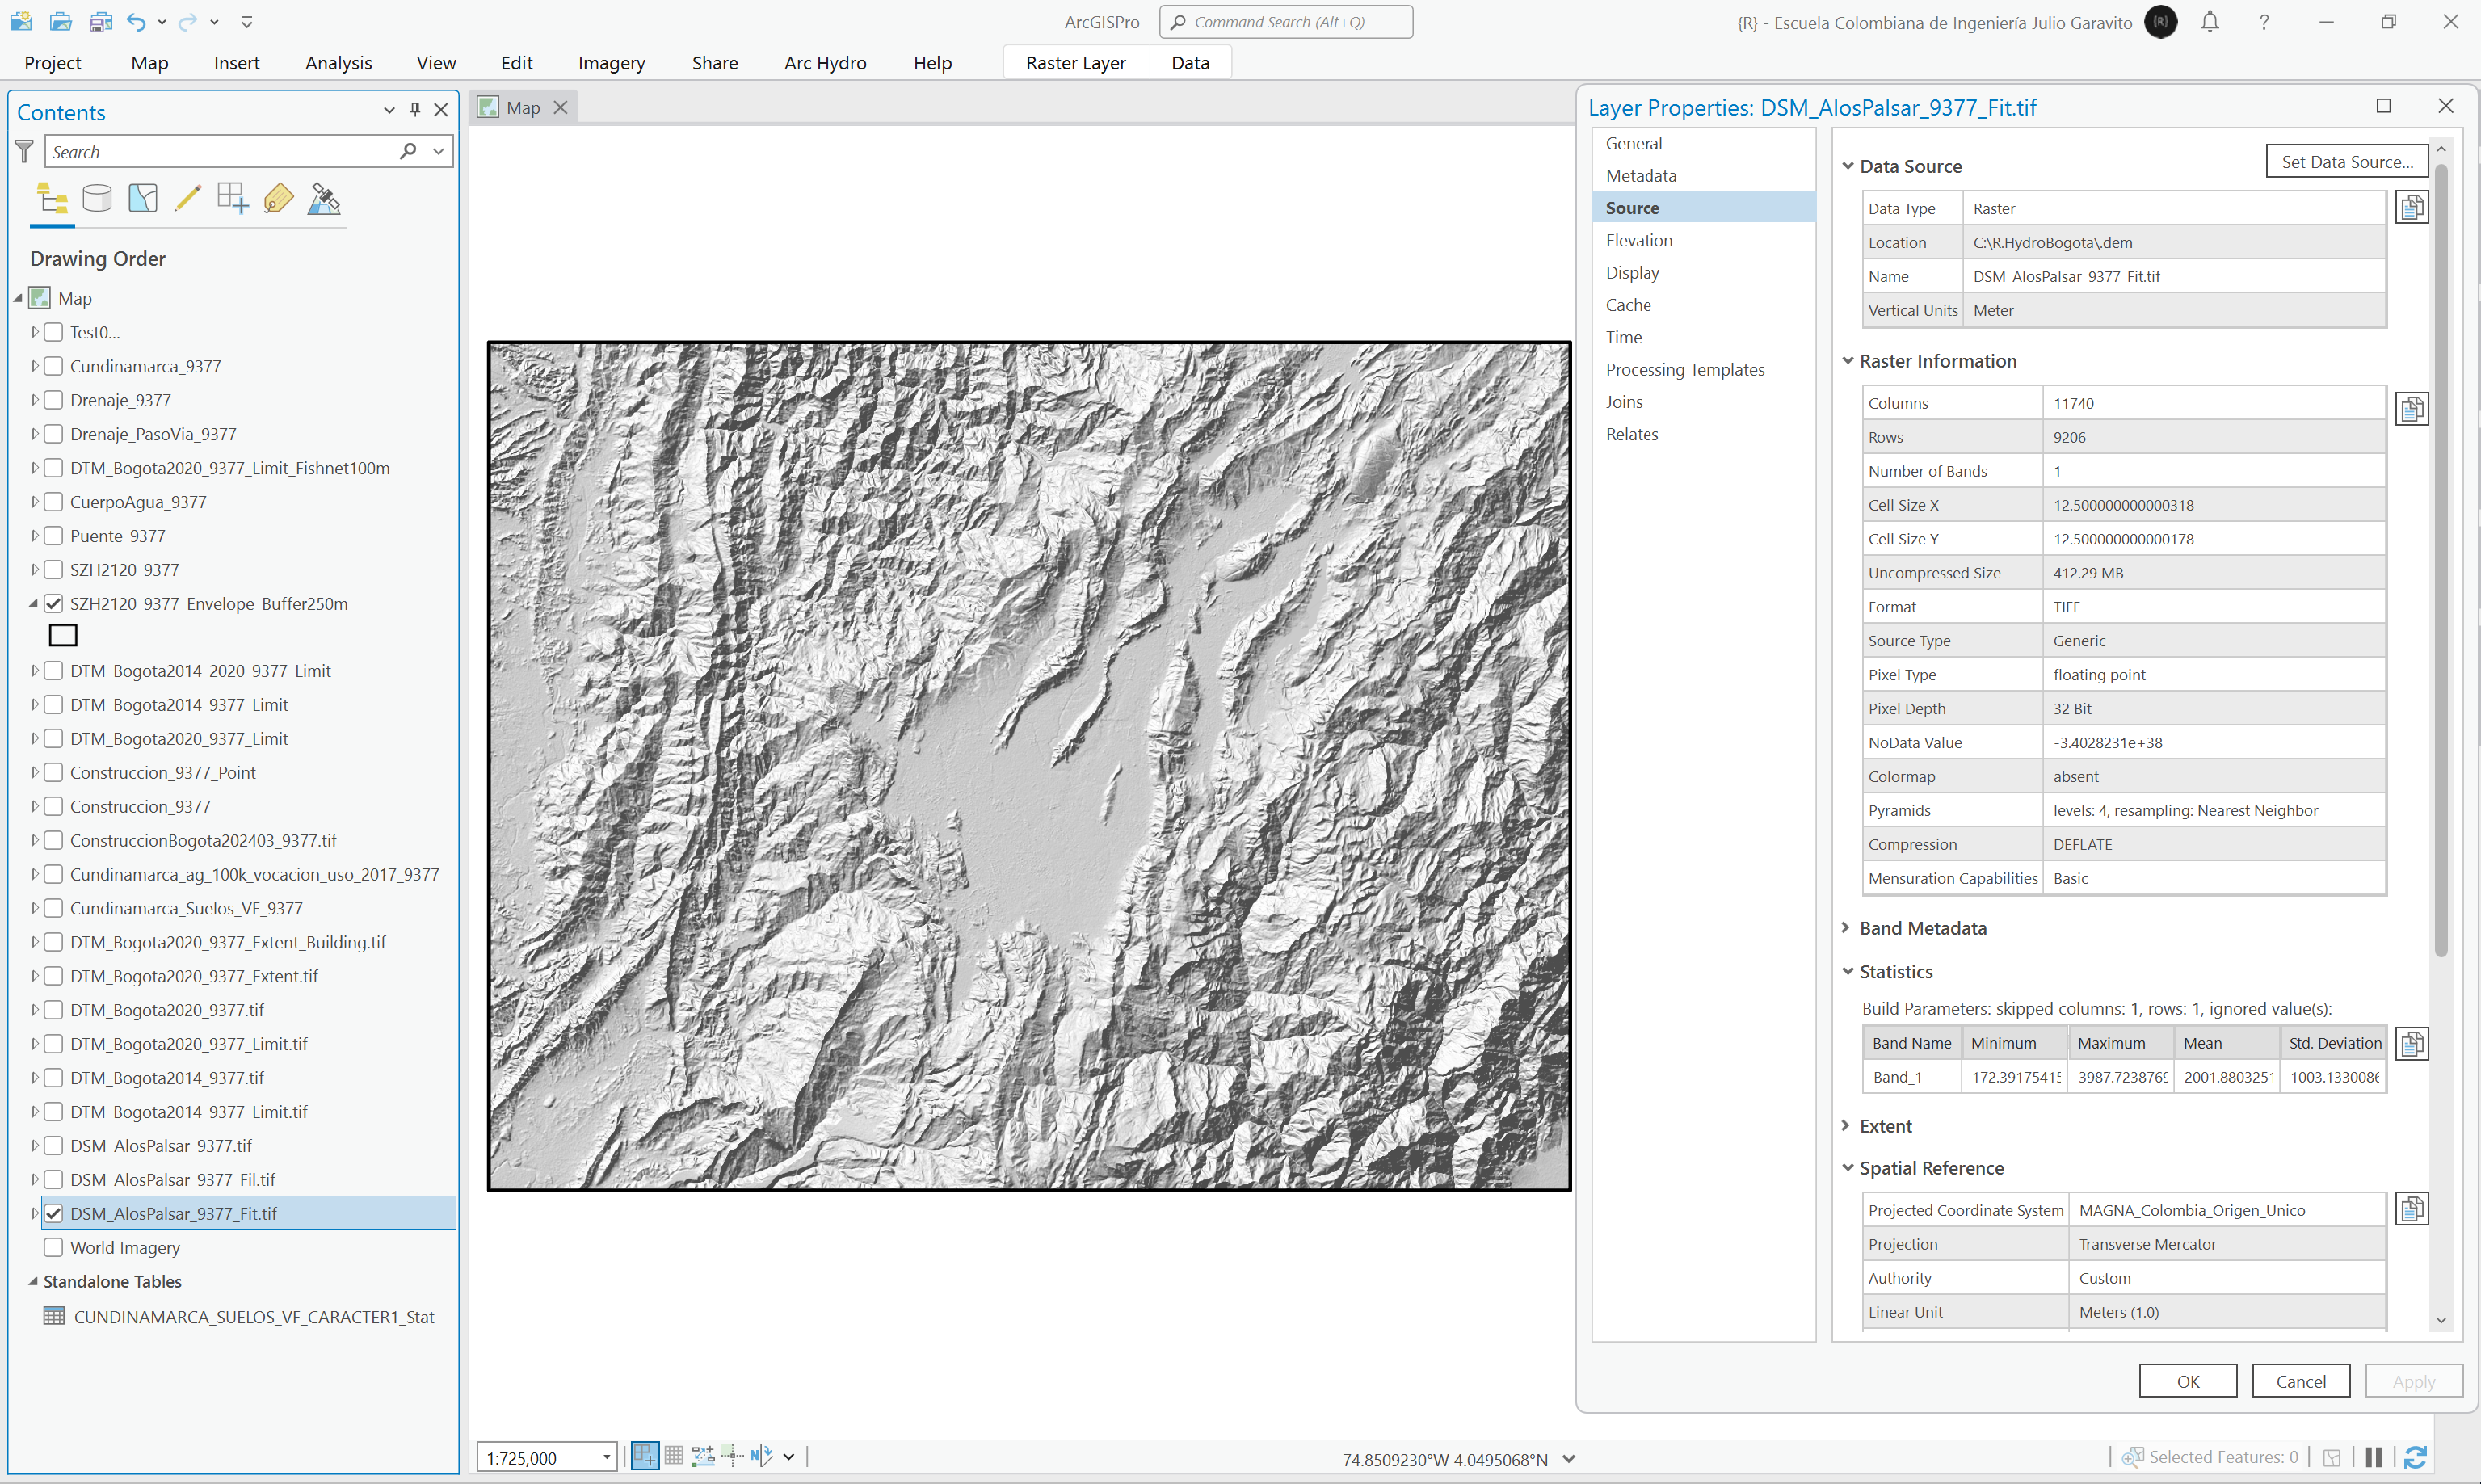 ArcGISPro
Command Search (Alt+Q)
{R} - Escuela Colombiana de Ingeniería Julio Garavito
{R}
Project Map Insert Analysis View Edit Imagery Share Arc Hydro Help Raster Layer Data
Contents
Search
Drawing Order
Map
Test0...
Cundinamarca_9377
Drenaje_9377
Drenaje_PasoVia_9377
DTM_Bogota2020_9377_Limit_Fishnet100m
CuerpoAgua_9377
Puente_9377
SZH2120_9377
SZH2120_9377_Envelope_Buffer250m
DTM_Bogota2014_2020_9377_Limit
DTM_Bogota2014_9377_Limit
DTM_Bogota2020_9377_Limit
Construccion_9377_Point
Construccion_9377
ConstruccionBogota202403_9377.tif
Cundinamarca_ag_100k_vocacion_uso_2017_9377
Cundinamarca_Suelos_VF_9377
DTM_Bogota2020_9377_Extent_Building.tif
DTM_Bogota2020_9377_Extent.tif
DTM_Bogota2020_9377.tif
DTM_Bogota2020_9377_Limit.tif
DTM_Bogota2014_9377.tif
DTM_Bogota2014_9377_Limit.tif
DSM_AlosPalsar_9377.tif
DSM_AlosPalsar_9377_Fil.tif
DSM_AlosPalsar_9377_Fit.tif
World Imagery
Standalone Tables
CUNDINAMARCA_SUELOS_VF_CARACTER1_Stat
Map
1:725,000
74.8509230°W 4.0495068°N
Selected Features: 0
Layer Properties: DSM_AlosPalsar_9377_Fit.tif
General
Metadata
Source
Elevation
Display
Cache
Time
Processing Templates
Joins
Relates
Data Source
Set Data Source...
Data Type Raster
Location C:\R.HydroBogota\.dem
Name DSM_AlosPalsar_9377_Fit.tif
Vertical Units Meter
Raster Information
Columns 11740
Rows 9206
Number of Bands 1
Cell Size X 12.500000000000318
Cell Size Y 12.500000000000178
Uncompressed Size 412.29 MB
Format TIFF
Source Type Generic
Pixel Type floating point
Pixel Depth 32 Bit
NoData Value -3.4028231e+38
Colormap absent
Pyramids levels: 4, resampling: Nearest Neighbor
Compression DEFLATE
Mensuration Capabilities Basic
Band Metadata
Statistics
Build Parameters: skipped columns: 1, rows: 1, ignored value(s):
Band Name Minimum Maximum Mean Std. Deviation
Band_1 172.39175415 3987.7238769 2001.8803251 1003.1330086
Extent
Spatial Reference
Projected Coordinate System MAGNA_Colombia_Origen_Unico
Projection Transverse Mercator
Authority Custom
Linear Unit Meters (1.0)
OK Cancel Apply